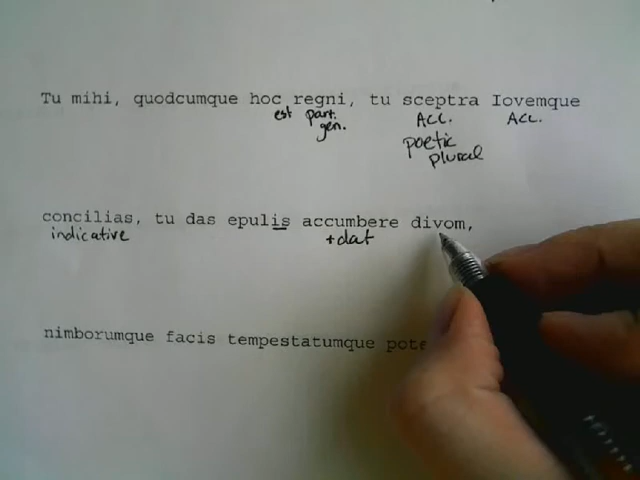 Tu mihi, quodcumque hoc regni, tu sceptra Iovemque
est part. gen.
ACC. poetic plural
ACC.
concilias, tu das epulis accumbere divom,
indicative
+dat
nimborumque facis tempestatumque